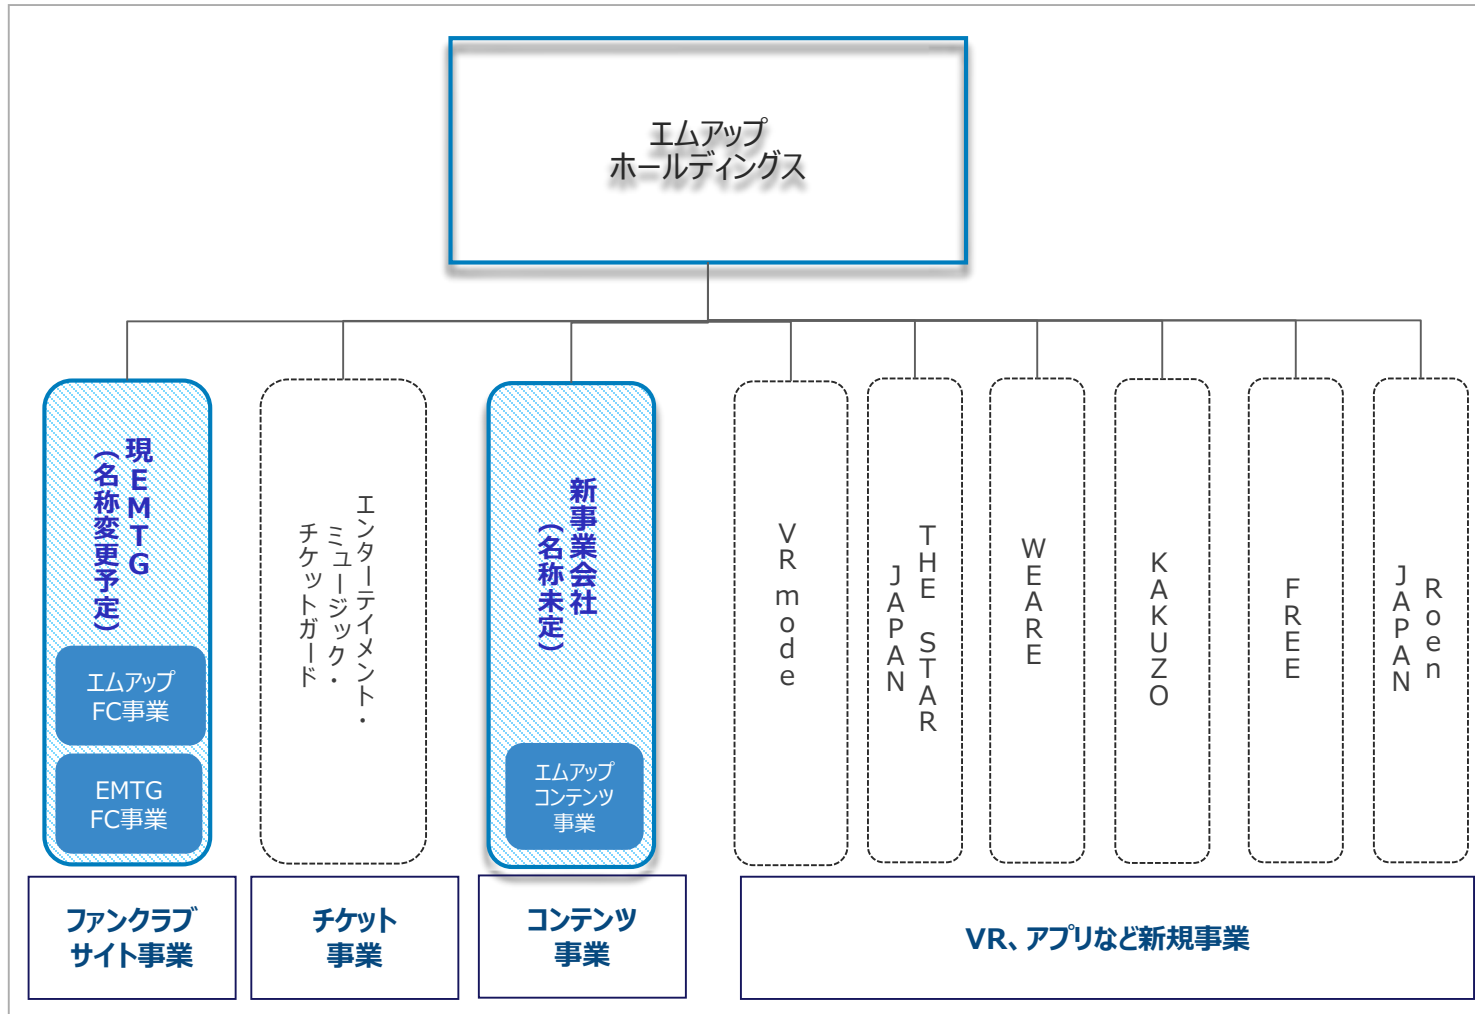 エムアップ
ホールディングス
現EMTG
（名称変更予定）
エムアップ
FC事業
EMTG
FC事業
エンターテイメント・
ミュージック・
チケットガード
新事業会社
（名称未定）
エムアップ
コンテンツ
事業
VR mode
THE STAR
JAPAN
WEARE
KAKUZO
FREE
Roen
JAPAN
ファンクラブ
サイト事業
チケット
事業
コンテンツ
事業
VR、アプリなど新規事業